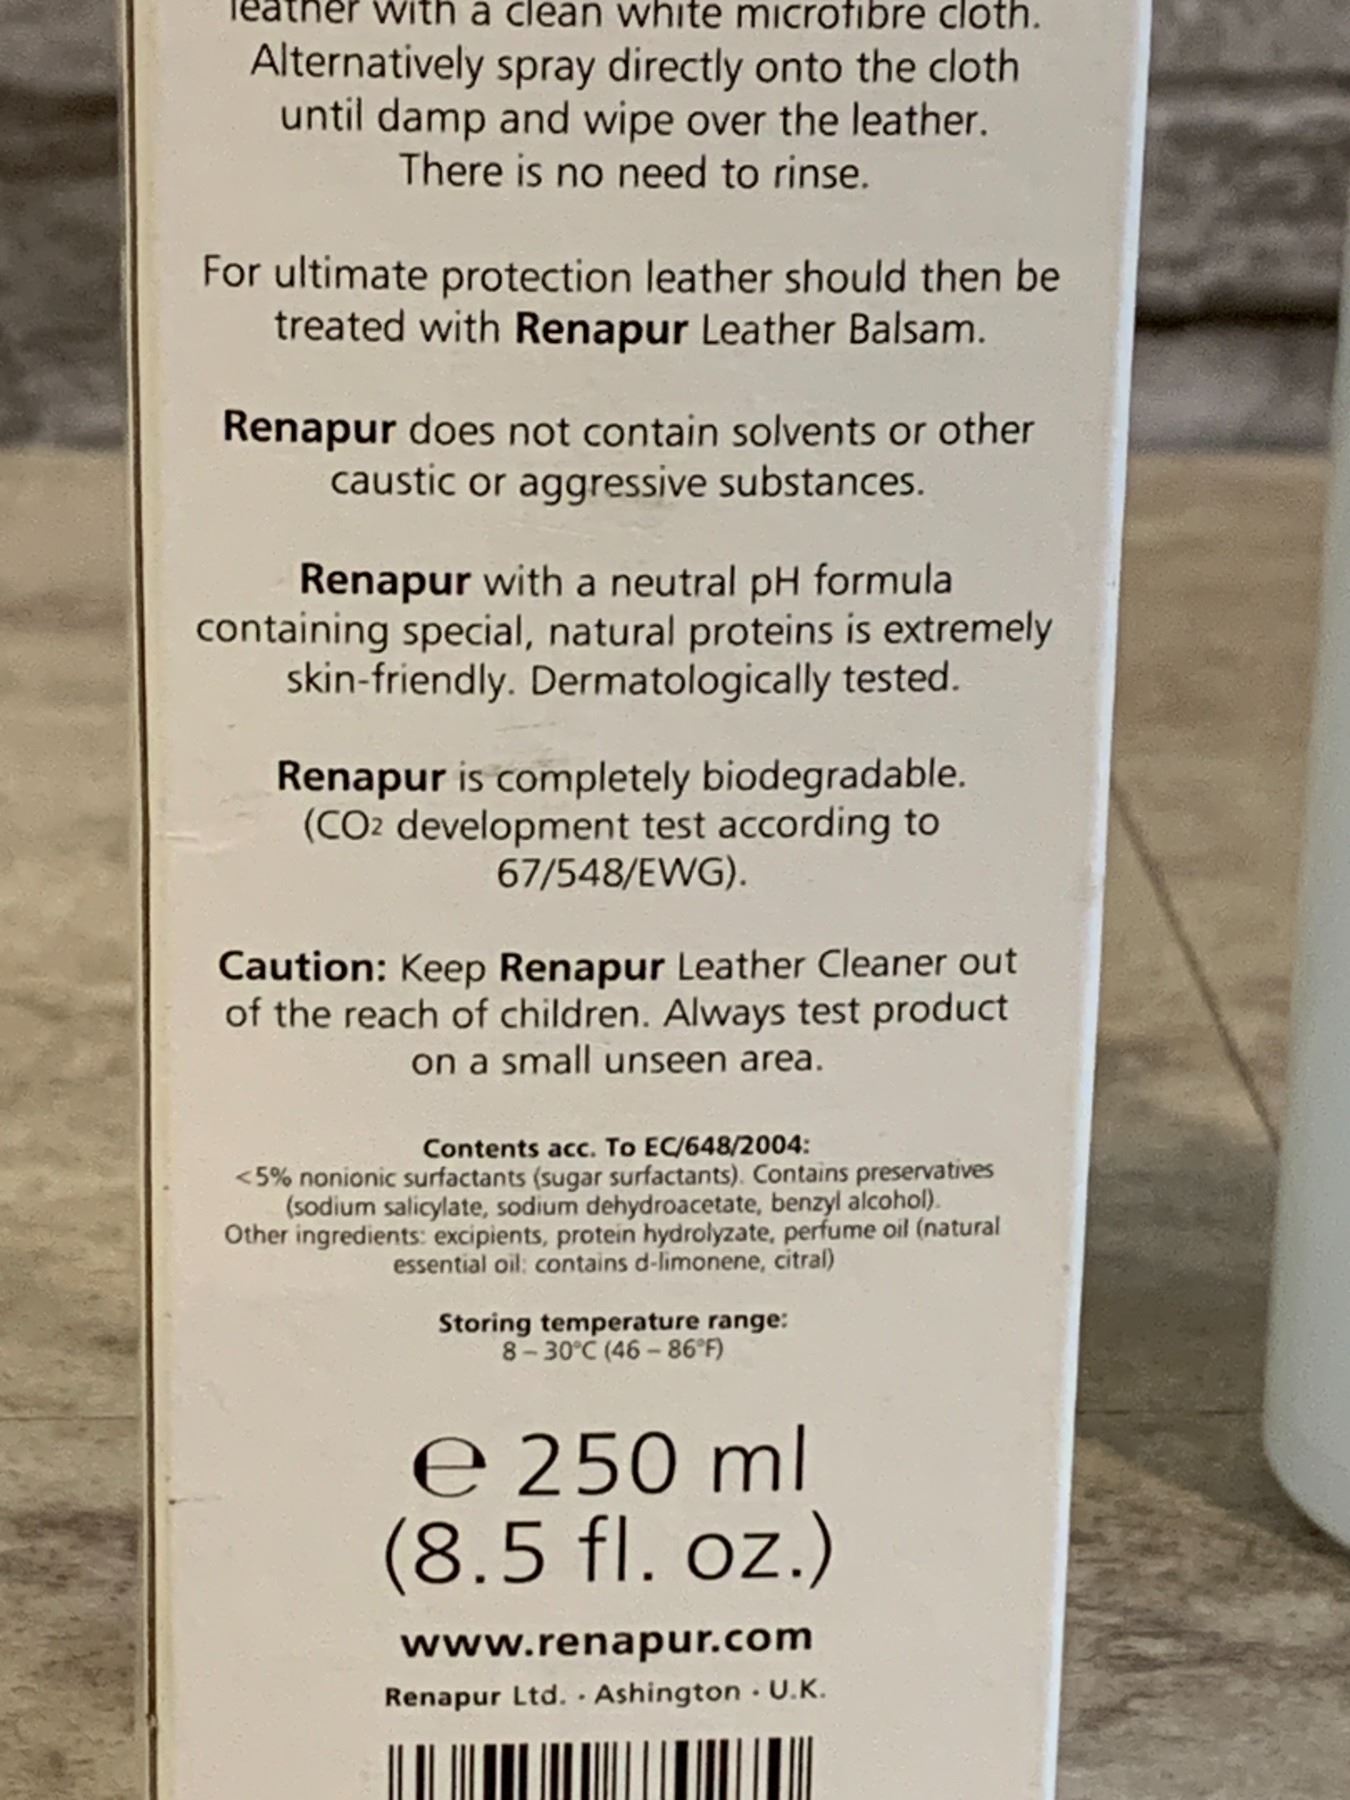 leather with a clean white microfibre cloth.
Alternatively spray directly onto the cloth
until damp and wipe over the leather.
There is no need to rinse.
For ultimate protection leather should then be
treated with Renapur Leather Balsam.
Renapur does not contain solvents or other
caustic or aggressive substances.
Renapur with a neutral pH formula
containing special, natural proteins is extremely
skin-friendly. Dermatologically tested.
Renapur is completely biodegradable.
(CO2 development test according to
67/548/EWG).
Caution: Keep Renapur Leather Cleaner out
of the reach of children. Always test product
on a small unseen area.
Contents acc. To EC/648/2004:
<5% nonionic surfactants (sugar surfactants). Contains preservatives
(sodium salicylate, sodium dehydroacetate, benzyl alcohol).
Other ingredients: excipients, protein hydrolyzate, perfume oil (natural
essential oil: contains d-limonene, citral)
Storing temperature range:
8 – 30°C (46 – 86°F)
℮ 250 ml
(8.5 fl. oz.)
www.renapur.com
Renapur Ltd. · Ashington · U.K.